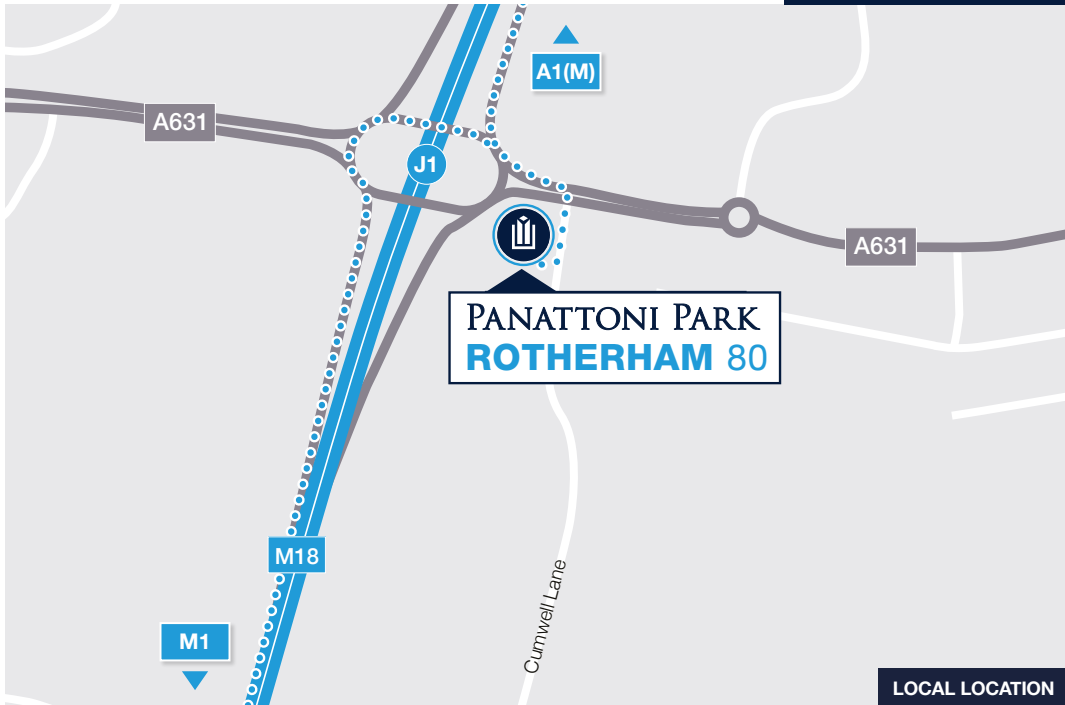 A1(M)
A631
J1
A631
PANATTONI PARK
ROTHERHAM 80
M18
Cumwell Lane
M1
LOCAL LOCATION